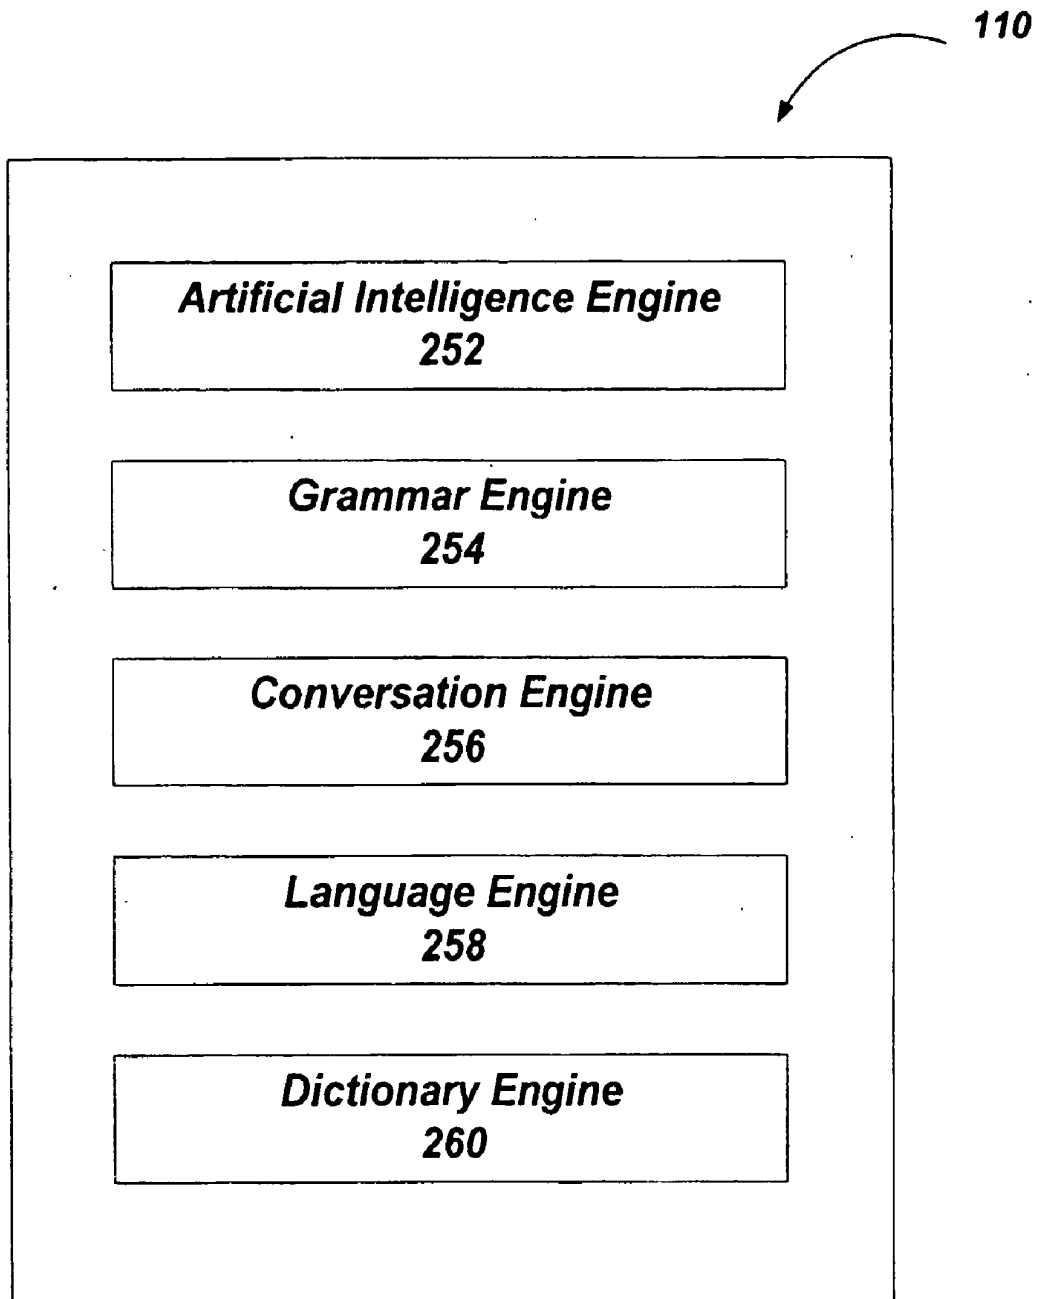 110
Artificial Intelligence Engine
252
Grammar Engine
254
Conversation Engine
256
Language Engine
258
Dictionary Engine
260